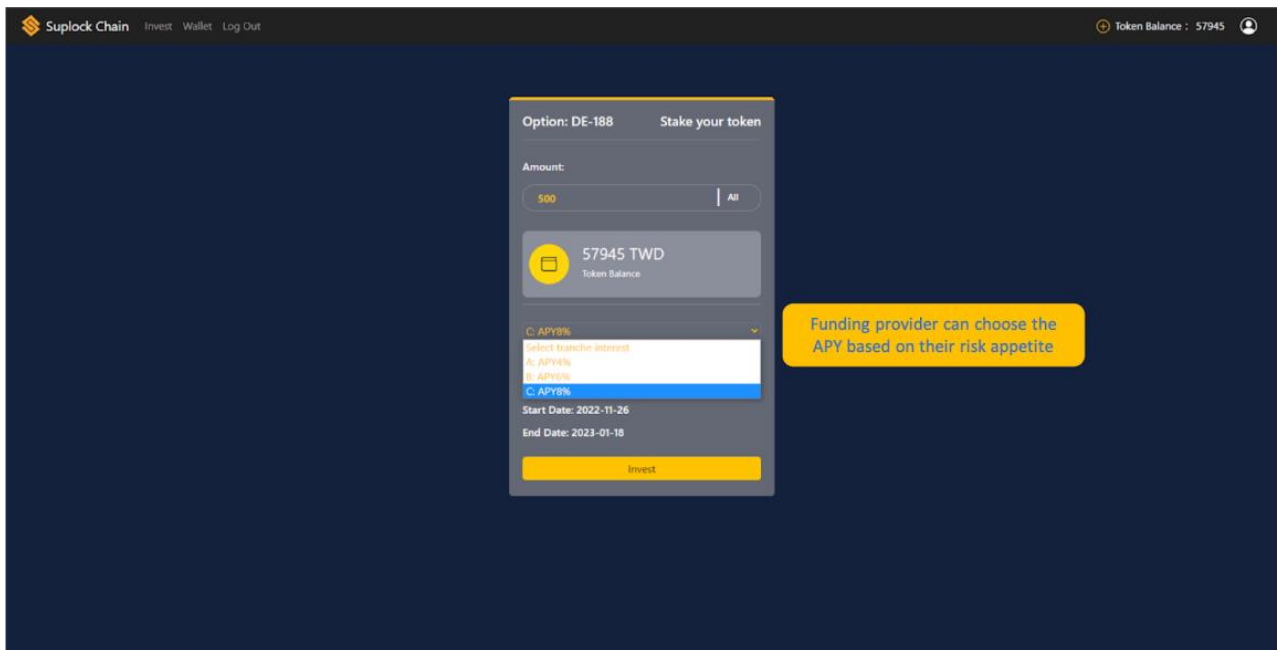 Suplock Chain Invest Wallet Log Out Token Balance : 57945
Option: DE-188 Stake your token
Amount:
500 All
57945 TWD
Token Balance
C: APY8%
Select tranche interest
A: APY4%
B: APY6%
C: APY8%
Start Date: 2022-11-26
End Date: 2023-01-18
Invest
Funding provider can choose the
APY based on their risk appetite